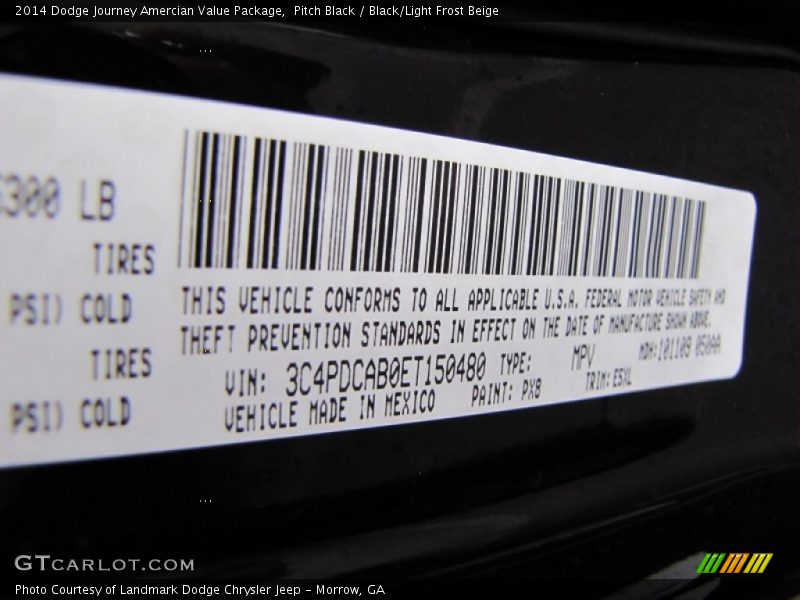 2014 Dodge Journey Amercian Value Package,  Pitch Black / Black/Light Frost Beige
300 LB
TIRES
PSI) COLD
THIS VEHICLE CONFORMS TO ALL APPLICABLE U.S.A. FEDERAL MOTOR VEHICLE SAFETY AND
THEFT PREVENTION STANDARDS IN EFFECT ON THE DATE OF MANUFACTURE SHOWN ABOVE.
TIRES
VIN: 3C4PDCAB0ET150480 TYPE: MPV MDH:101109 050AA
PSI) COLD
VEHICLE MADE IN MEXICO PAINT: PX8 TRIM: E5XL
GTCARLOT.COM
Photo Courtesy of Landmark Dodge Chrysler Jeep – Morrow, GA